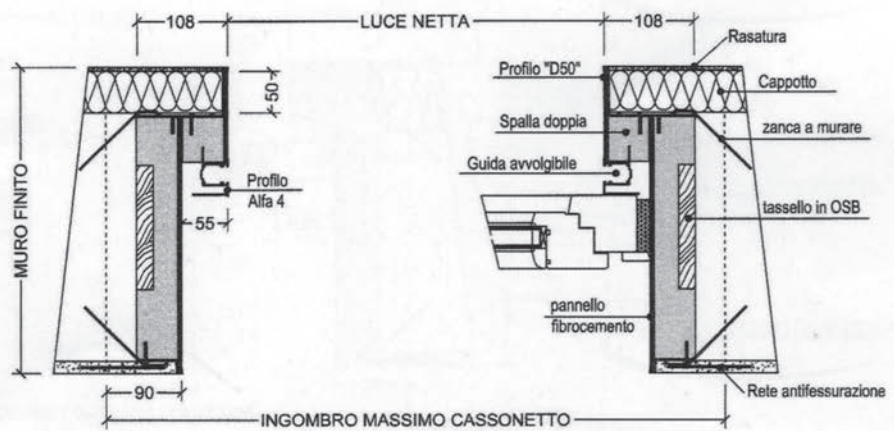 108
LUCE NETTA
108
Rasatura
Profilo "D50"
Cappotto
50
Spalla doppia
zanca a murare
Guida avvolgibile
Profilo
Alfa 4
MURO FINITO
55
tassello in OSB
pannello
fibrocemento
90
Rete antifessurazione
INGOMBRO MASSIMO CASSONETTO